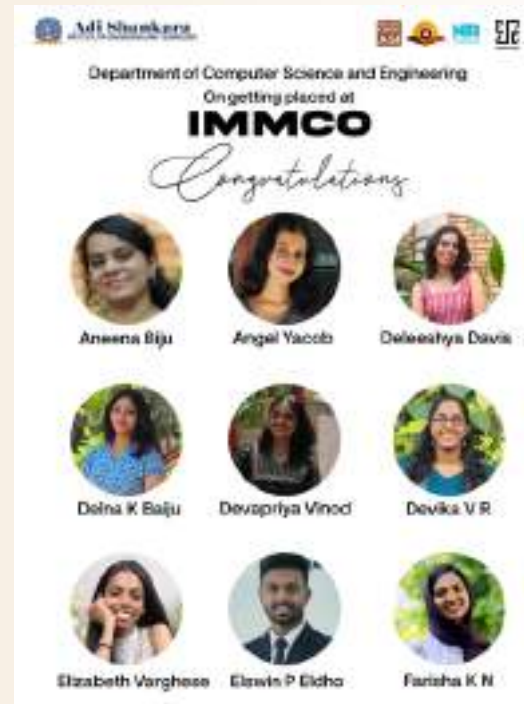 Adi Shankara
Department of Computer Science and Engineering
On getting placed at
IMMCO
Congratulations
Aneena Biju
Angel Yacob
Deleeshya Davis
Delna K Baiju
Devapriya Vinod
Devika V R
Elizabeth Varghese
Elswin P Eldho
Farisha K N